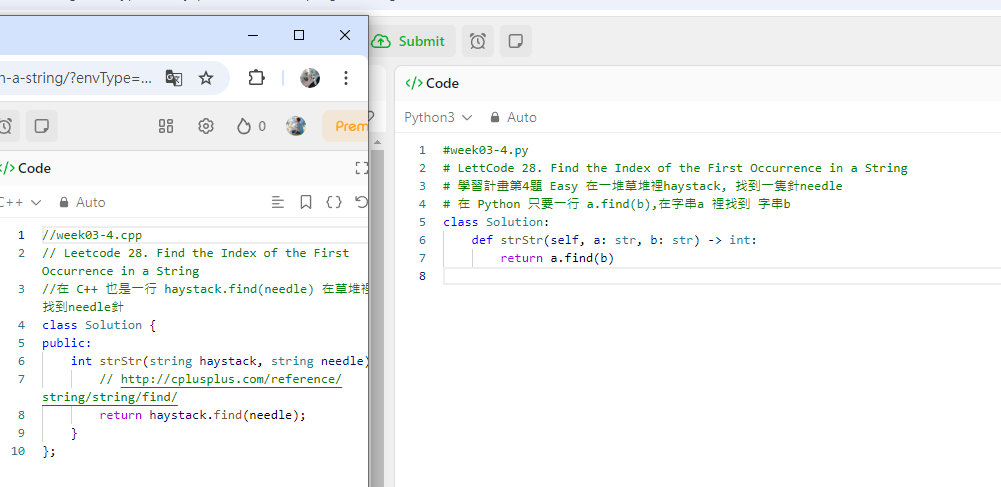 n-a-string/?envType=...
0
Prem
</> Code
C++
Auto
1 //week03-4.cpp
2 // Leetcode 28. Find the Index of the First
Occurrence in a String
3 //在 C++ 也是一行 haystack.find(needle) 在草堆裡
找到needle針
4 class Solution {
5 public:
6 int strStr(string haystack, string needle)
7 // http://cplusplus.com/reference/
string/string/find/
8 return haystack.find(needle);
9 }
10 };
Submit
</> Code
Python3
Auto
1 #week03-4.py
2 # LettCode 28. Find the Index of the First Occurrence in a String
3 # 學習計畫第4題 Easy 在一堆草堆裡haystack, 找到一隻針needle
4 # 在 Python 只要一行 a.find(b),在字串a 裡找到 字串b
5 class Solution:
6 def strStr(self, a: str, b: str) -> int:
7 return a.find(b)
8